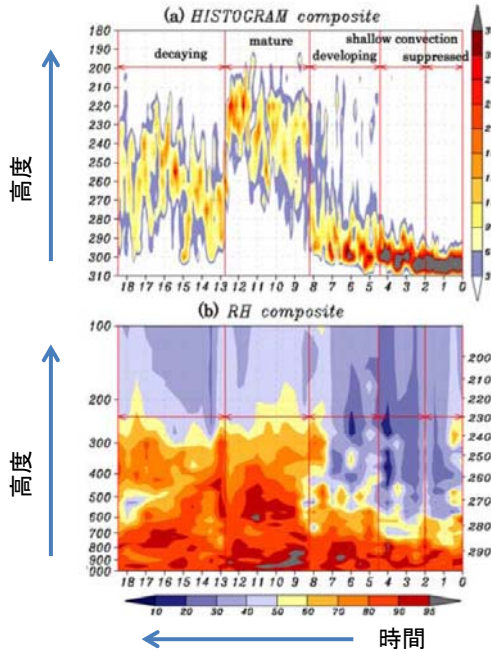 (a) HISTOGRAM composite
180
190
200
210
220
230
240
250
260
270
280
290
300
310
decaying
mature
developing
shallow convection
suppressed
18 17 16 15 14 13 12 11 10 9 8 7 6 5 4 3 2 1 0
高度
(b) RH composite
100
200
300
400
500
600
700
800
900
200
210
220
230
240
250
260
270
280
290
18 17 16 15 14 13 12 11 10 9 8 7 6 5 4 3 2 1 0
高度
10 20 30 40 50 60 70 80 90 95
時間